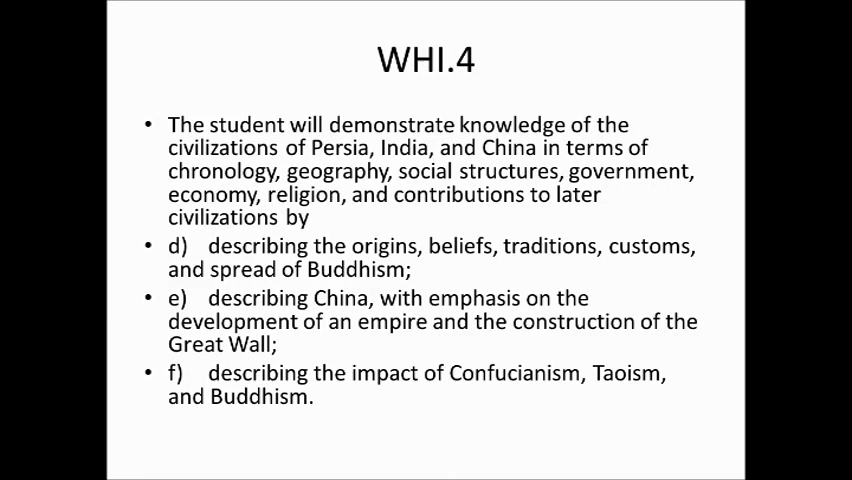 WHI.4
• The student will demonstrate knowledge of the
civilizations of Persia, India, and China in terms of
chronology, geography, social structures, government,
economy, religion, and contributions to later
civilizations by
• d) describing the origins, beliefs, traditions, customs,
and spread of Buddhism;
• e) describing China, with emphasis on the
development of an empire and the construction of the
Great Wall;
• f) describing the impact of Confucianism, Taoism,
and Buddhism.